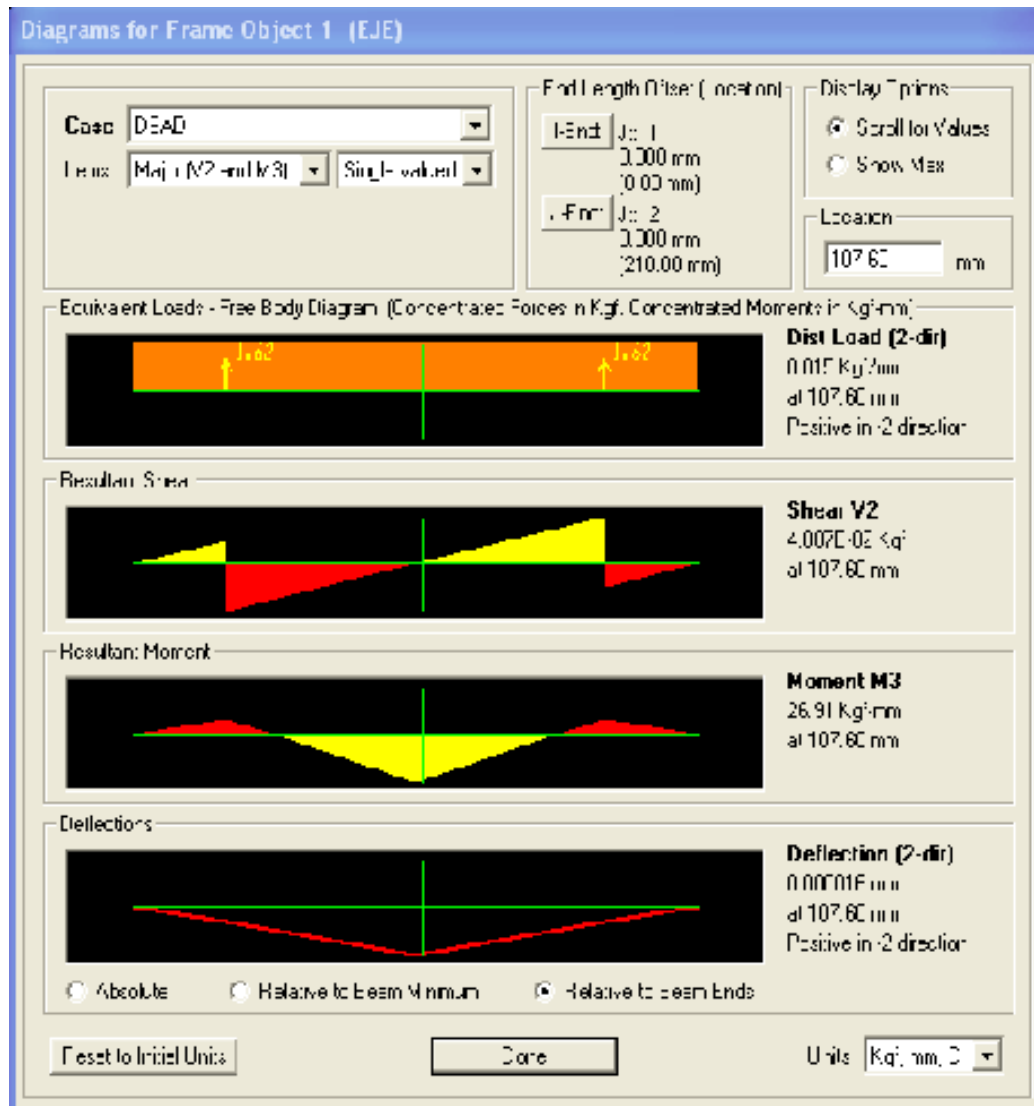 Diagrams for Frame Object 1 (EJE)
Case DEAD
Items Major (V2 and M3) Single valued
End Length Offset (Location)
I-End: Jt: 1
0.000 mm
(0.00 mm)
J-End: Jt: 2
0.000 mm
(210.00 mm)
Display Options
Scroll for Values
Show Max
Location
107.60 mm
Equivalent Loads - Free Body Diagram (Concentrated Forces in Kgf, Concentrated Moments in Kgf-mm)
Dist Load (2-dir)
0.015 Kgf/mm
at 107.60 mm
Positive in -2 direction
Resultant Shear
Shear V2
Kgf
at 107.60 mm
Resultant Moment
Moment M3
26.91 Kgf-mm
at 107.60 mm
Deflections
Deflection (2-dir)
mm
at 107.60 mm
Positive in -2 direction
Absolute Relative to Beam Minimum Relative to Beam Ends
Reset to Initial Units Done Units Kgf, mm, C